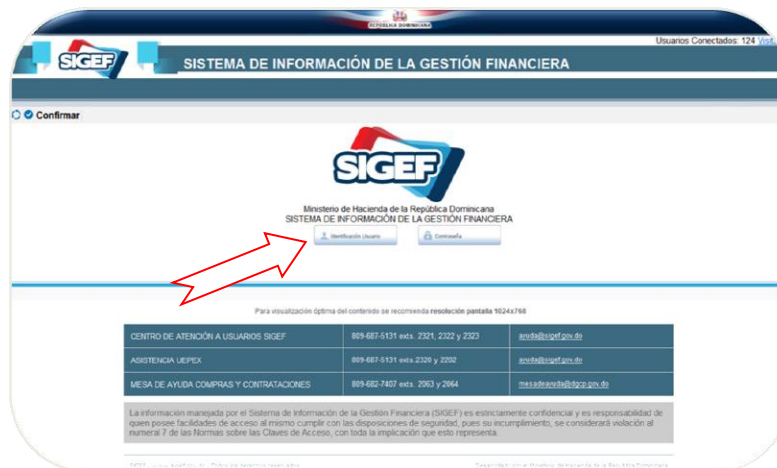 REPÚBLICA DOMINICANA
Usuarios Conectados: 124 Visit
SIGEF
SISTEMA DE INFORMACIÓN DE LA GESTIÓN FINANCIERA
Confirmar
SIGEF
Ministerio de Hacienda de la República Dominicana
SISTEMA DE INFORMACIÓN DE LA GESTIÓN FINANCIERA
Identificación Usuario Contraseña
Para visualización óptima del contenido se recomienda resolución pantalla 1024x768
CENTRO DE ATENCIÓN A USUARIOS SIGEF 809-687-5131 exts. 2321, 2322 y 2323 ayuda@sigef.gov.do
ASISTENCIA UEPEX 809-687-5131 exts.2320 y 2202 ayuda@sigef.gov.do
MESA DE AYUDA COMPRAS Y CONTRATACIONES 809-682-7407 exts. 2063 y 2064 mesadeayuda@dgcp.gov.do
La información manejada por el Sistema de Información de la Gestión Financiera (SIGEF) es estrictamente confidencial y es responsabilidad de
quien posee facilidades de acceso al mismo cumplir con las disposiciones de seguridad, pues su incumplimiento, se considerará violación al
numeral 7 de las Normas sobre las Claves de Acceso, con toda la implicación que esto representa.